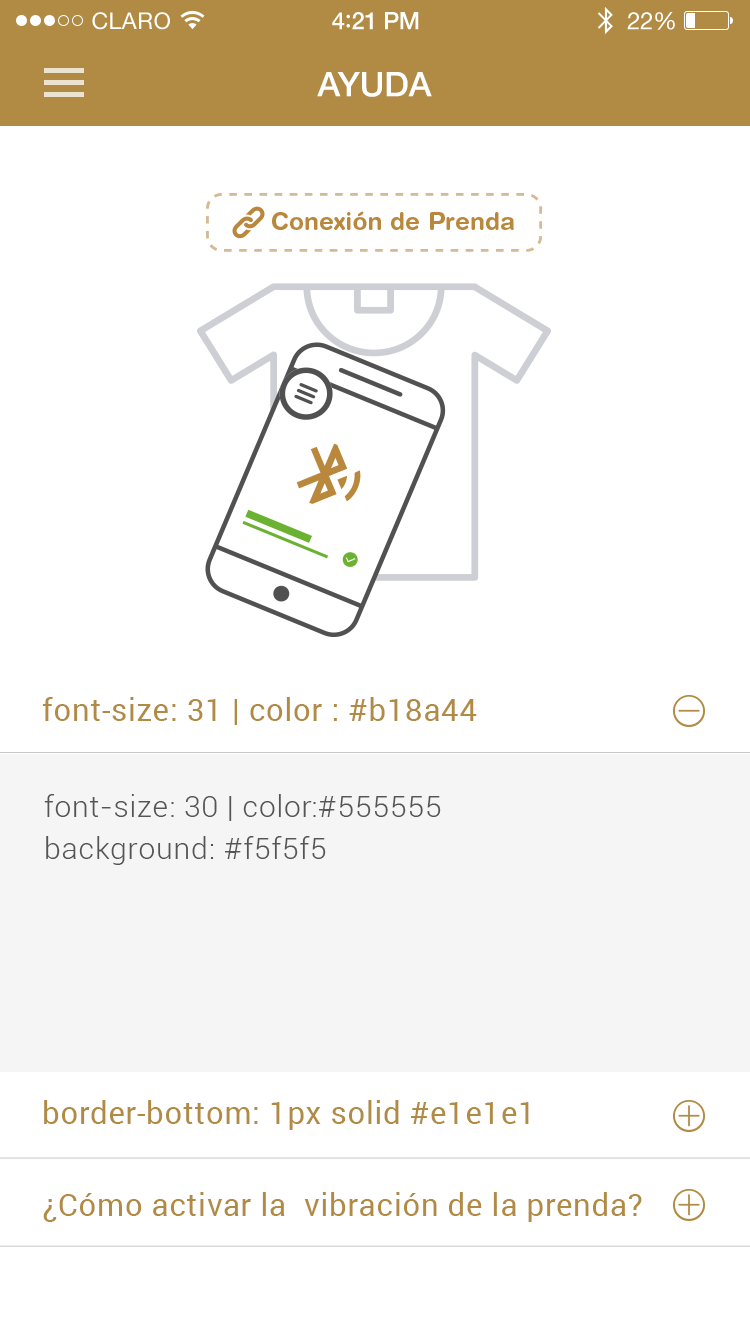 CLARO 4:21 PM 22%
AYUDA
Conexión de Prenda
font-size: 31 | color : #b18a44
font-size: 30 | color:#555555
background: #f5f5f5
border-bottom: 1px solid #e1e1e1
¿Cómo activar la  vibración de la prenda?